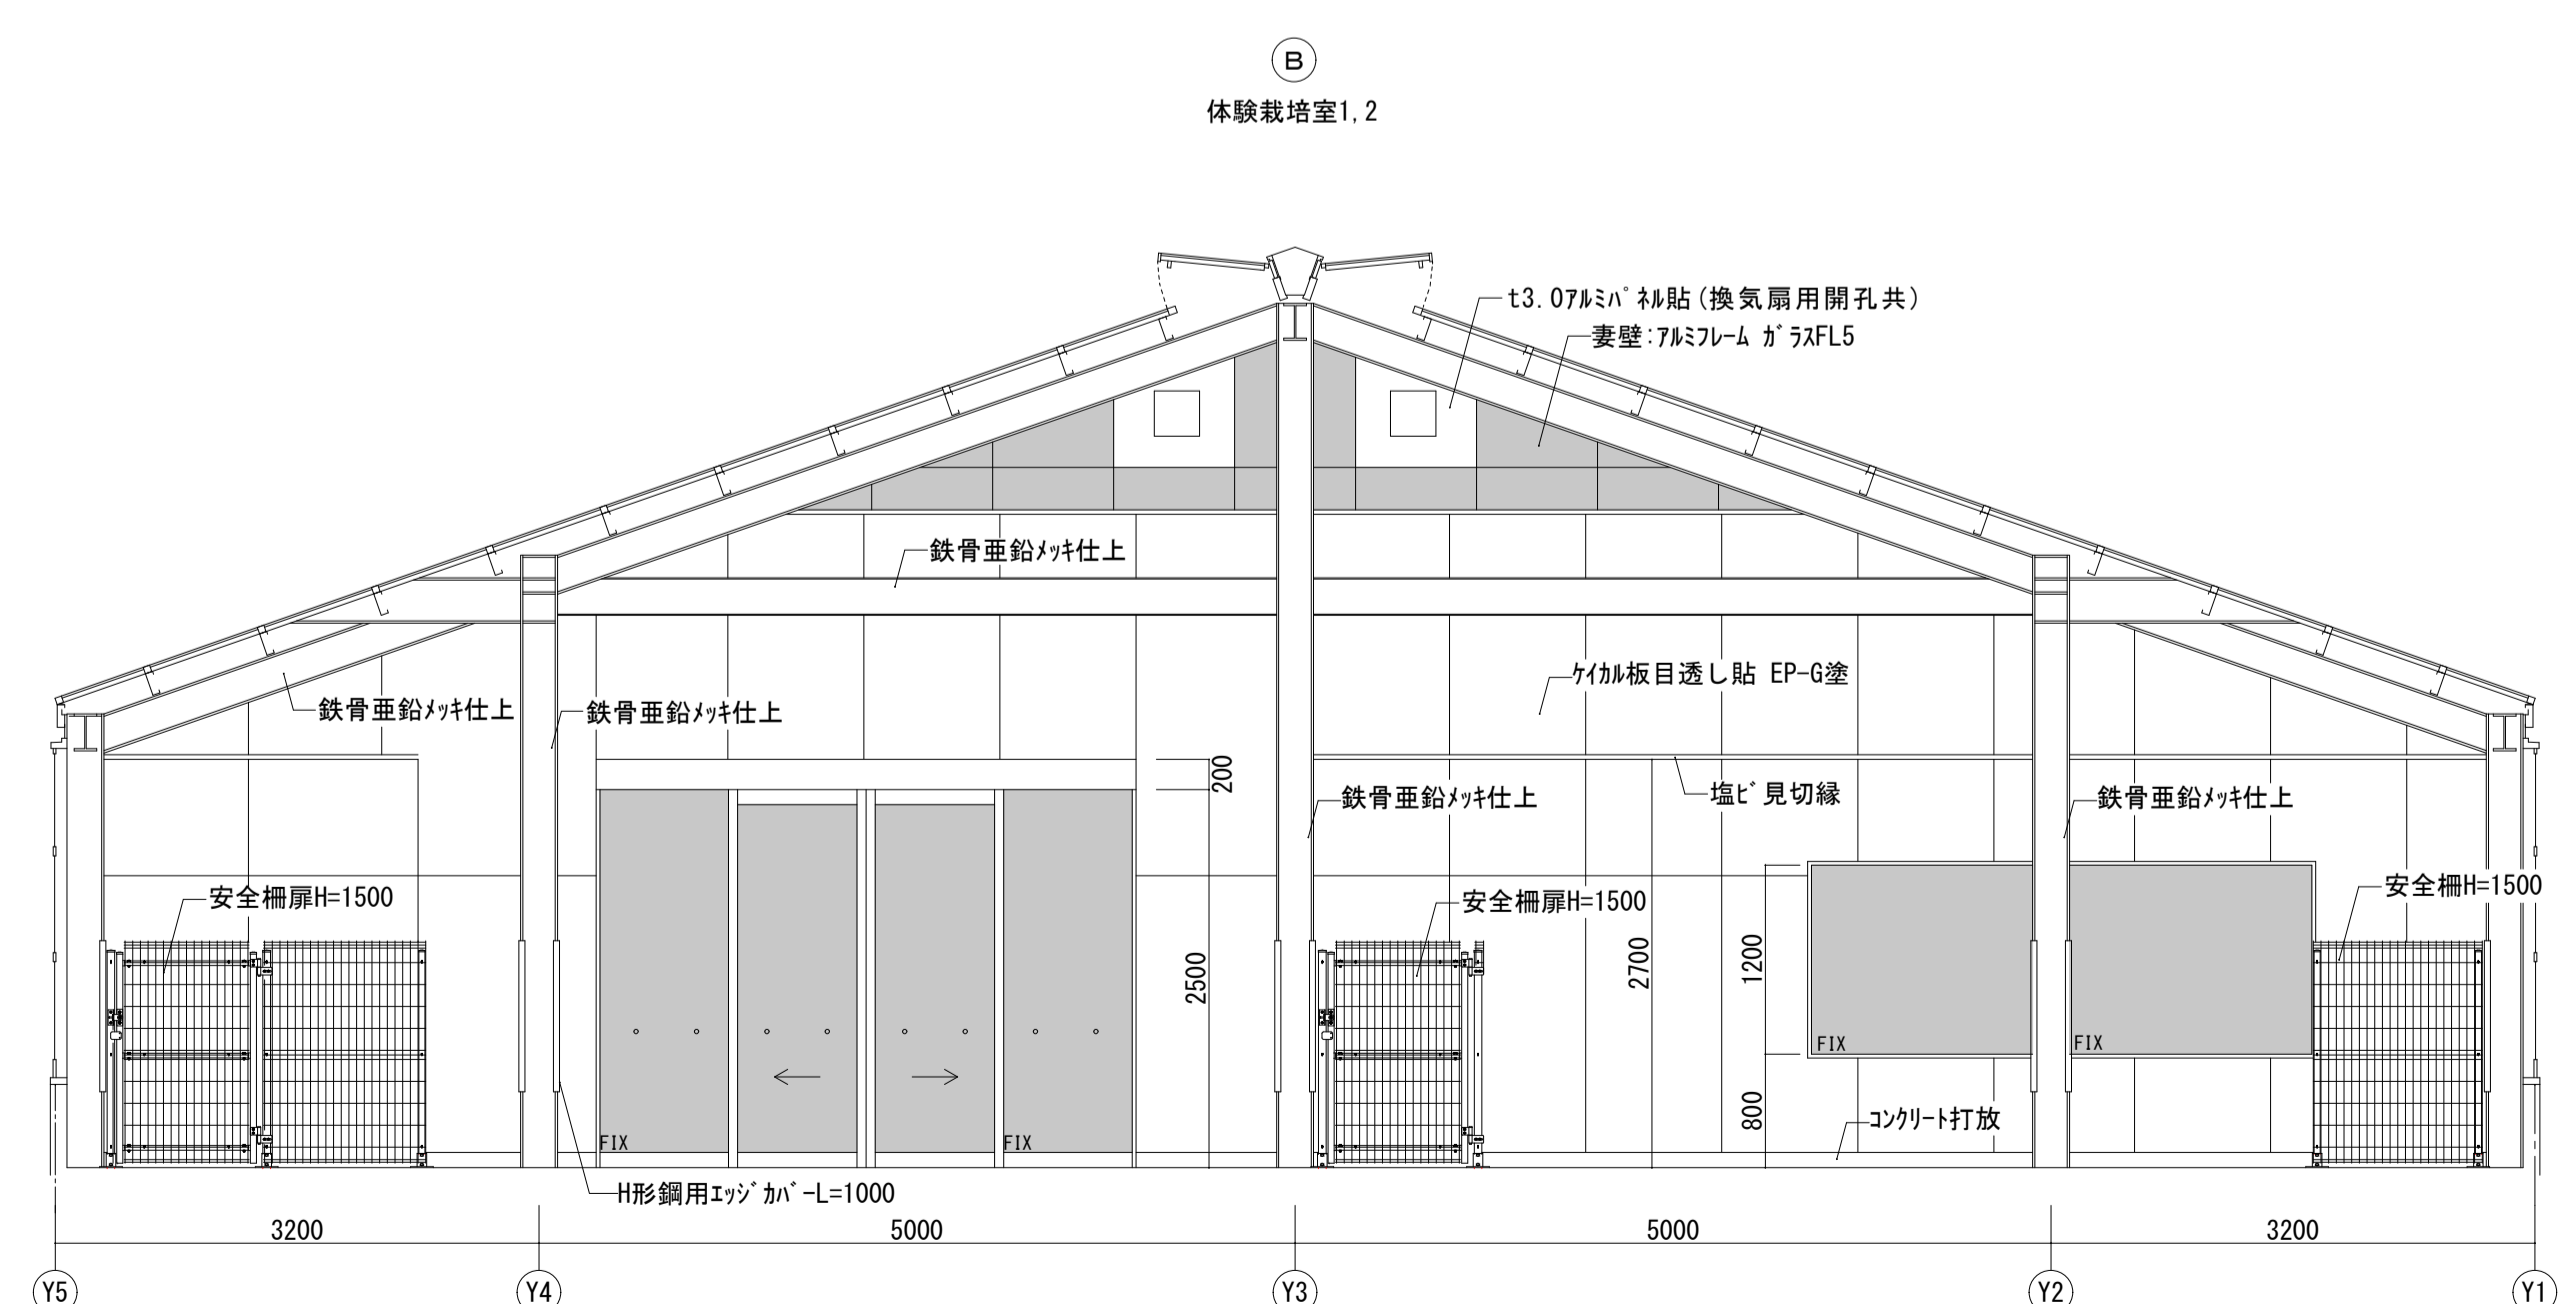 B
体験栽培室1,2
t3.0ｱﾙﾐﾊﾟﾈﾙ貼(換気扇用開孔共)
妻壁:ｱﾙﾐﾌﾚｰﾑ ｶﾞﾗｽFL5
鉄骨亜鉛ﾒｯｷ仕上
ｹｲｶﾙ板目透し貼 EP-G塗
鉄骨亜鉛ﾒｯｷ仕上
鉄骨亜鉛ﾒｯｷ仕上
200
鉄骨亜鉛ﾒｯｷ仕上
塩ﾋﾞ見切縁
鉄骨亜鉛ﾒｯｷ仕上
安全柵扉H=1500
安全柵扉H=1500
安全柵H=1500
2500
2700
1200
FIX
FIX
800
FIX
FIX
ｺﾝｸﾘｰﾄ打放
H形鋼用ｴｯｼﾞｶﾊﾞｰL=1000
3200
5000
5000
3200
Y5
Y4
Y3
Y2
Y1